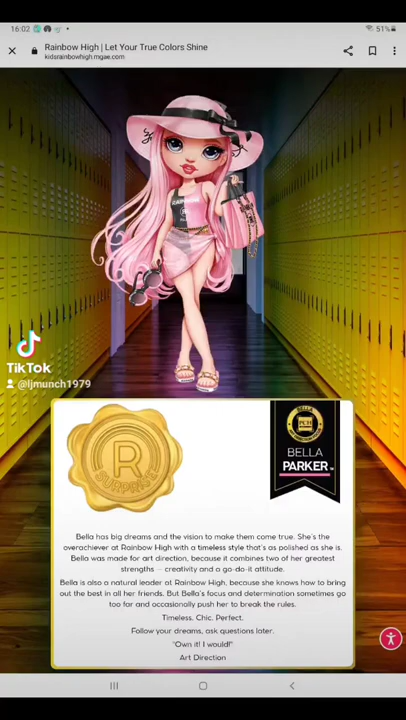 16:02
51%
Rainbow High | Let Your True Colors Shine
kidsrainbowhigh.mgae.com
TikTok
@ljmunch1979
R
SURPRISE
BELLA
PARKER
Bella has big dreams and the vision to make them come true. She's the
overachiever at Rainbow High with a timeless style that's as polished as she is.
Bella was made for art direction, because it combines two of her greatest
strengths – creativity and a go-do-it attitude.
Bella is also a natural leader at Rainbow High, because she knows how to bring
out the best in all her friends. But Bella's focus and determination sometimes go
too far and occasionally push her to break the rules.
Timeless. Chic. Perfect.
Follow your dreams, ask questions later.
"Own it! I would!"
Art Direction